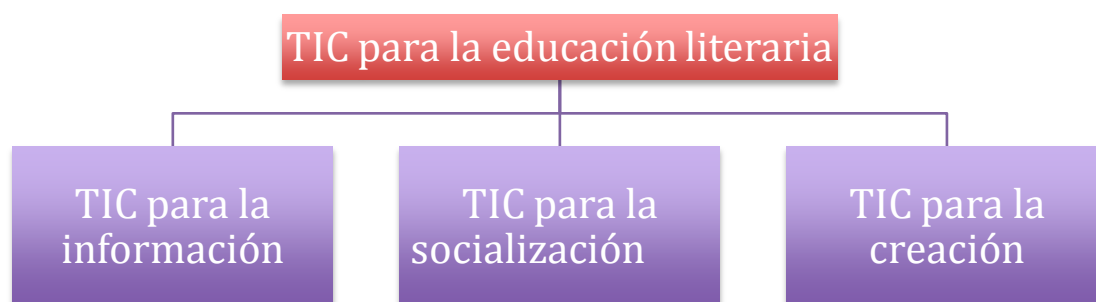 TIC para la educación literaria
TIC para la
información
TIC para la
socialización
TIC para la
creación